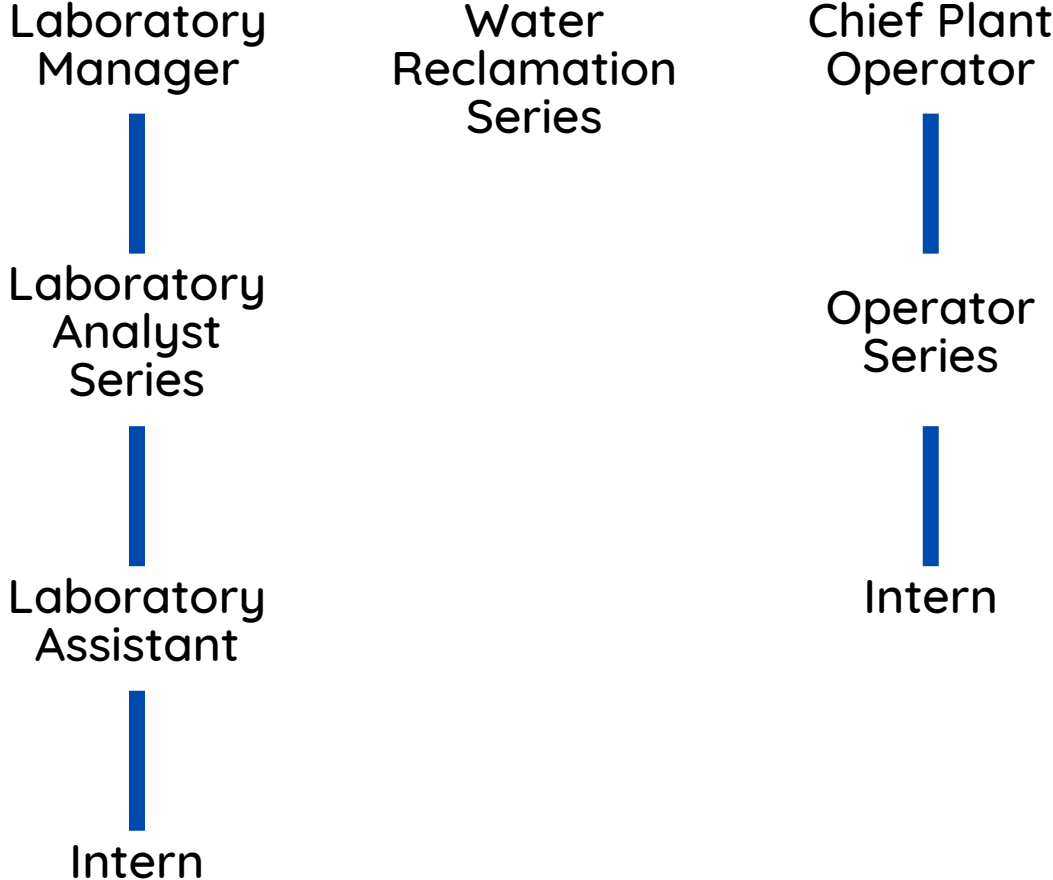 Laboratory
Manager
Water
Reclamation
Series
Chief Plant
Operator
Laboratory
Analyst
Series
Operator
Series
Laboratory
Assistant
Intern
Intern